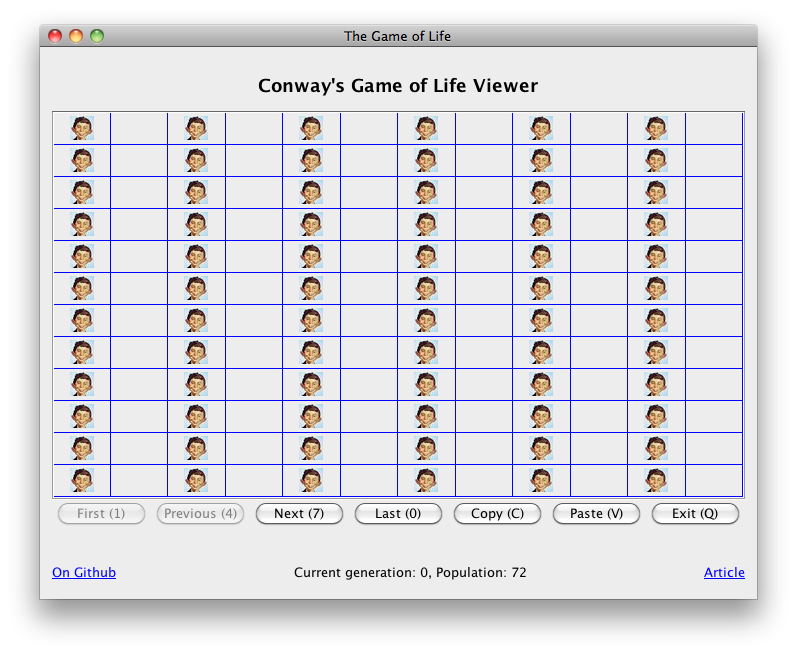 The Game of Life
Conway's Game of Life Viewer
First (1) Previous (4) Next (7) Last (0) Copy (C) Paste (V) Exit (Q)
On Github Current generation: 0, Population: 72 Article